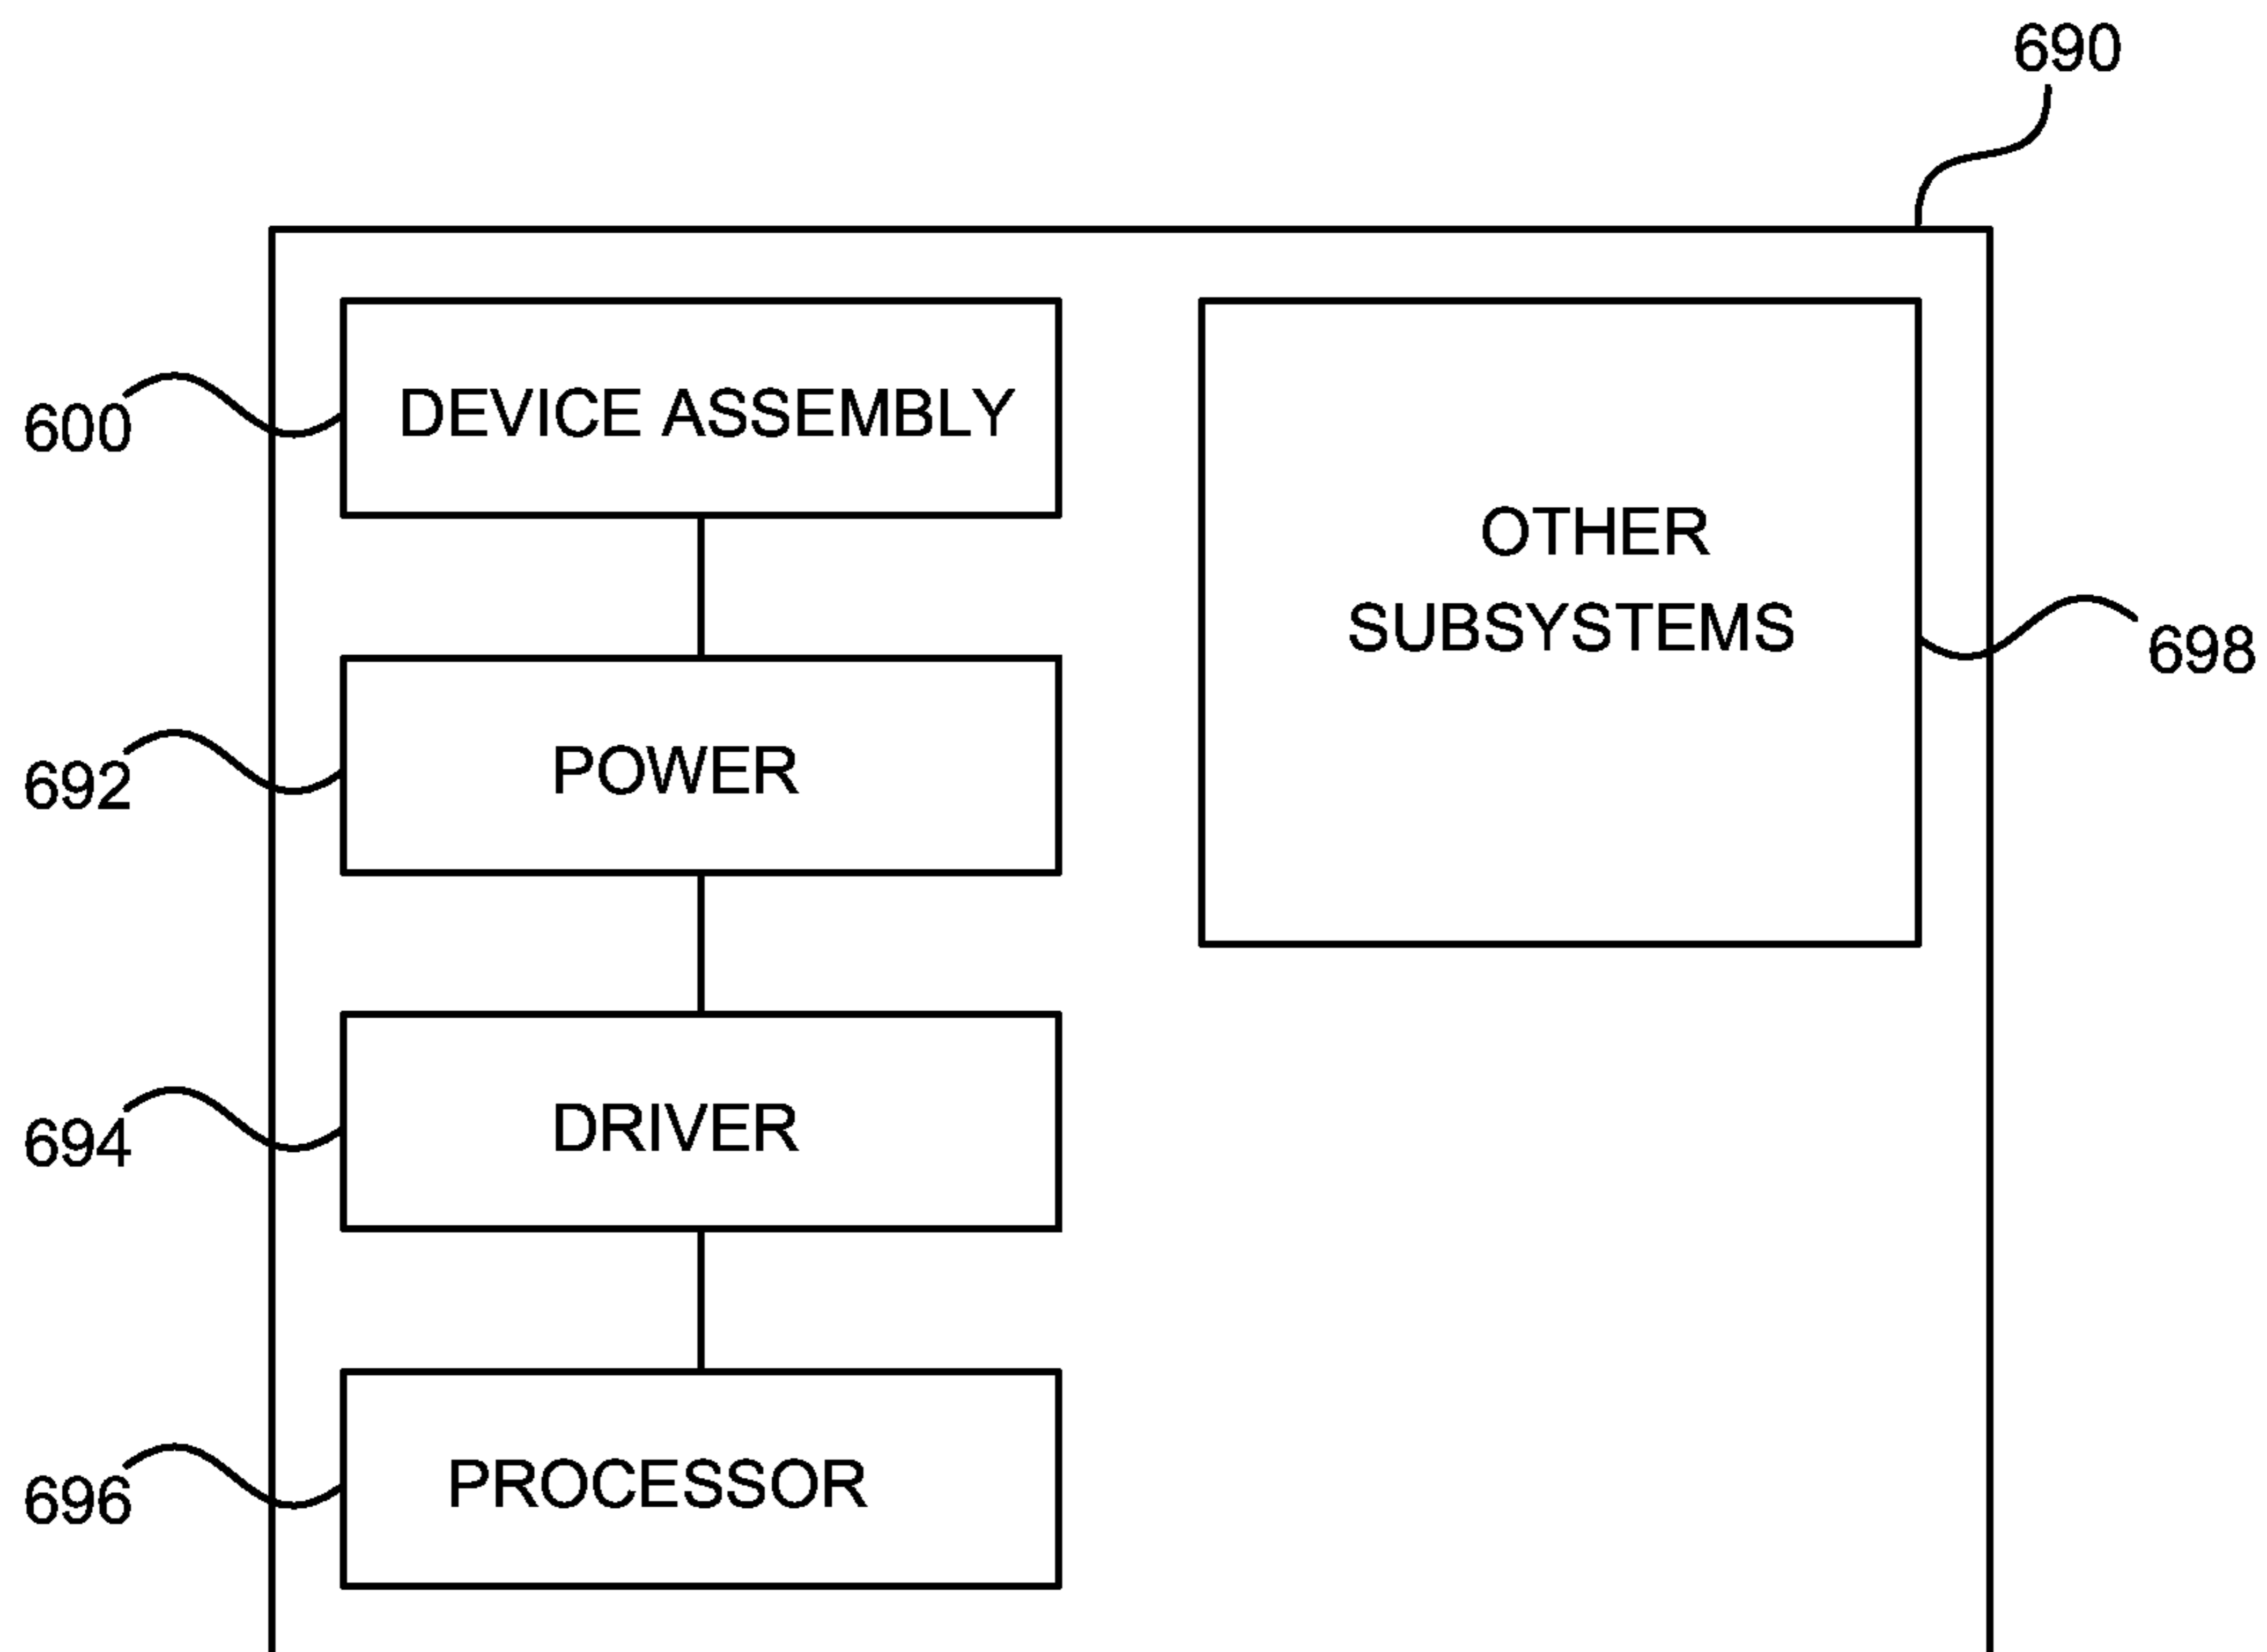 690
600
DEVICE ASSEMBLY
OTHER
SUBSYSTEMS
698
692
POWER
694
DRIVER
696
PROCESSOR